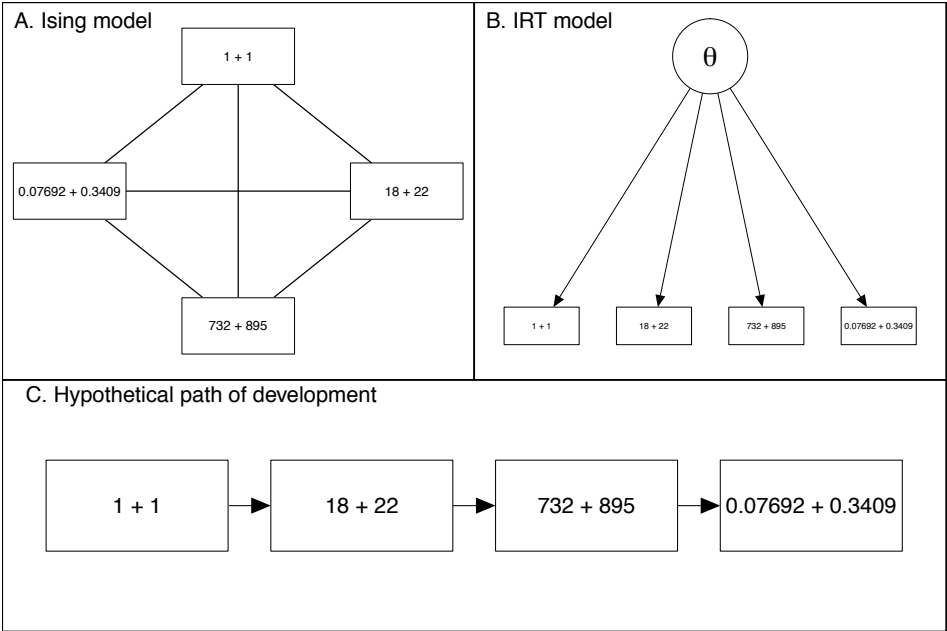 A. Ising model
1 + 1
0.07692 + 0.3409
18 + 22
732 + 895
B. IRT model
θ
1 + 1
18 + 22
732 + 895
0.07692 + 0.3409
C. Hypothetical path of development
1 + 1
18 + 22
732 + 895
0.07692 + 0.3409